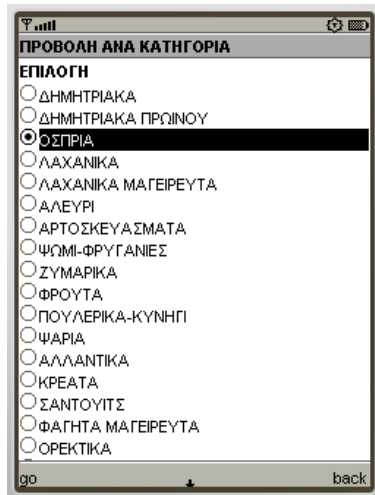 ΠΡΟΒΟΛΗ ΑΝΑ ΚΑΤΗΓΟΡΙΑ
ΕΠΙΛΟΓΗ
ΔΗΜΗΤΡΙΑΚΑ
ΔΗΜΗΤΡΙΑΚΑ ΠΡΩΙΝΟΥ
ΟΣΠΡΙΑ
ΛΑΧΑΝΙΚΑ
ΛΑΧΑΝΙΚΑ ΜΑΓΕΙΡΕΥΤΑ
ΑΛΕΥΡΙ
ΑΡΤΟΣΚΕΥΑΣΜΑΤΑ
ΨΩΜΙ-ΦΡΥΓΑΝΙΕΣ
ΖΥΜΑΡΙΚΑ
ΦΡΟΥΤΑ
ΠΟΥΛΕΡΙΚΑ-ΚΥΝΗΓΙ
ΨΑΡΙΑ
ΑΛΛΑΝΤΙΚΑ
ΚΡΕΑΤΑ
ΣΑΝΤΟΥΙΤΣ
ΦΑΓΗΤΑ ΜΑΓΕΙΡΕΥΤΑ
ΟΡΕΚΤΙΚΑ
go back